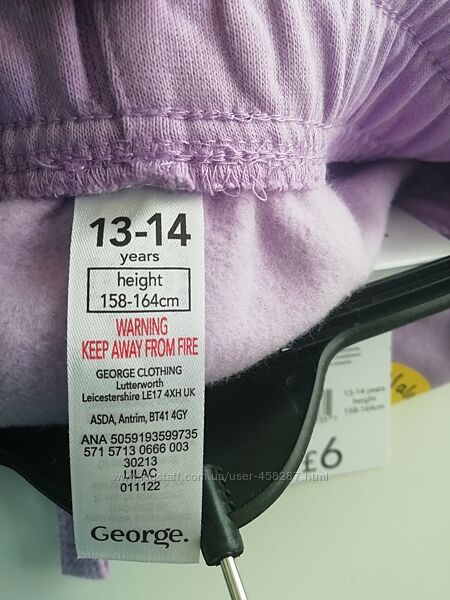 13-14
years
height
158-164cm
WARNING
KEEP AWAY FROM FIRE
GEORGE CLOTHING
Lutterworth
Leicestershire LE17 4XH UK
ASDA, Antrim, BT41 4GY
ANA 5059193599735
571 5713 0666 003
30213
LILAC
011122
George.
13-14 years
height
158-164cm
£6